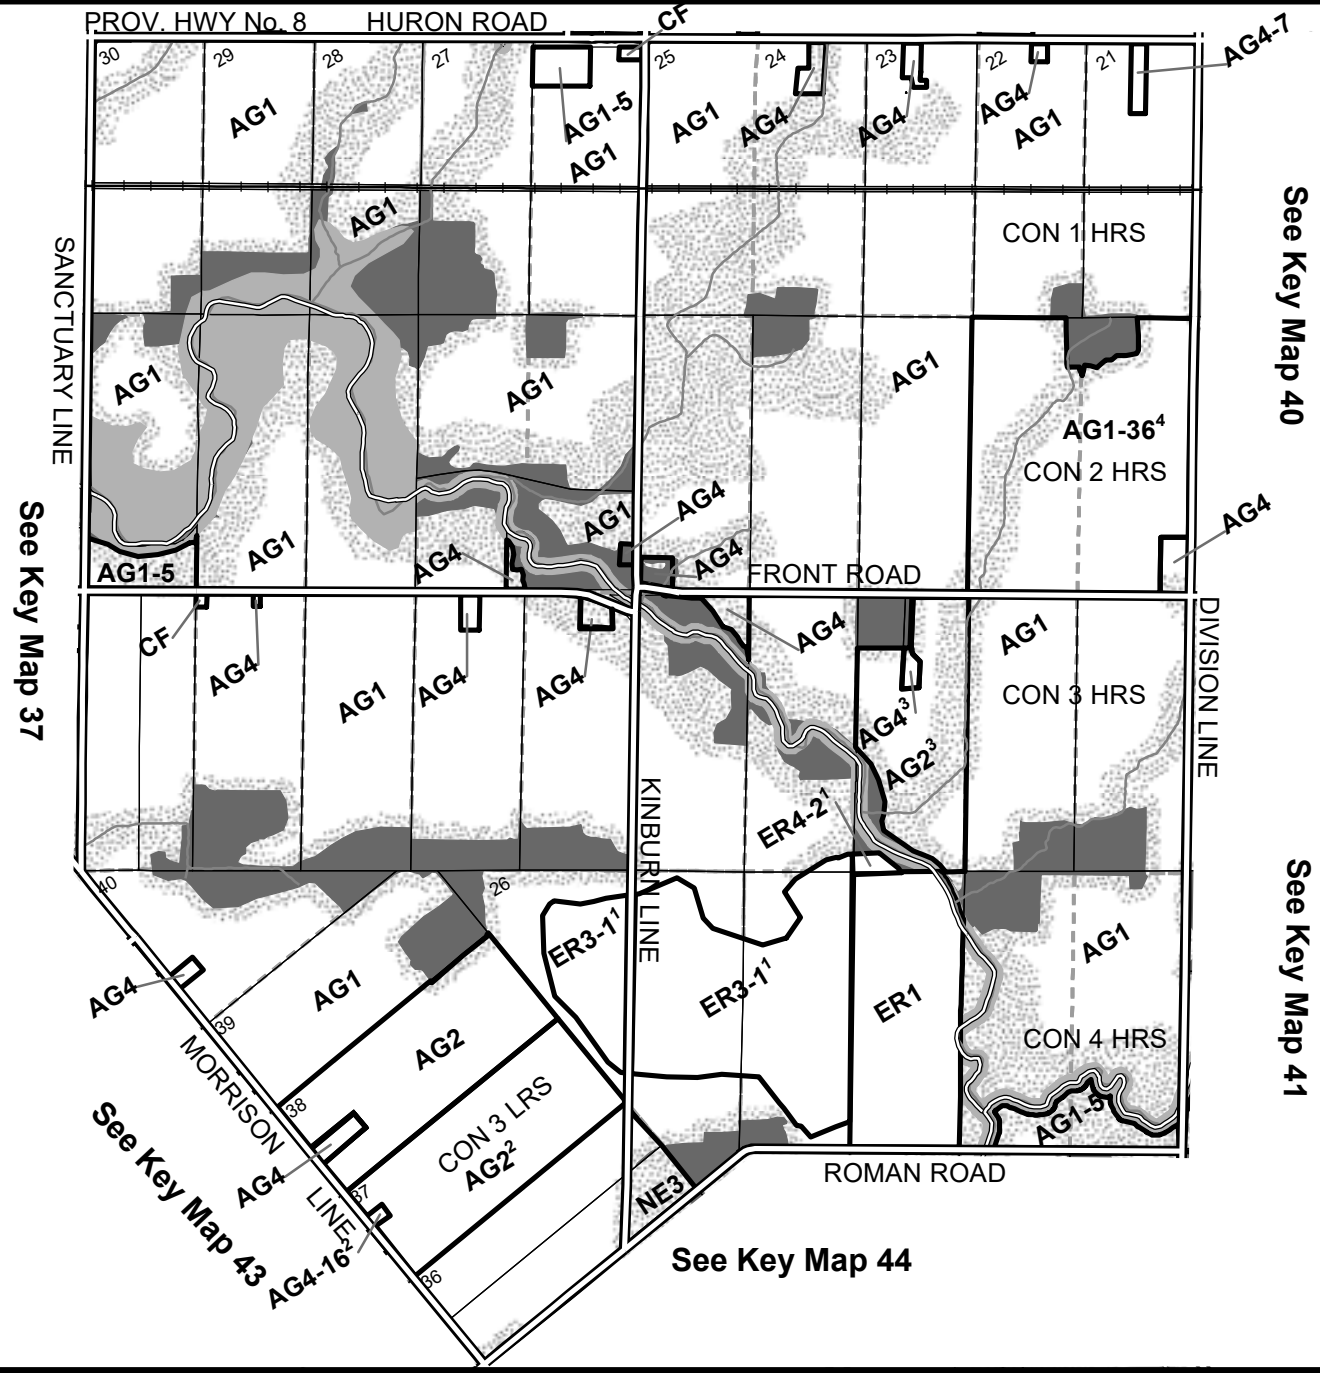 PROV. HWY No. 8
HURON ROAD
CF
AG4-7
30
29
28
27
25
24
23
22
21
AG1
AG1-5
AG1
AG1
AG4
AG4
AG4
AG1
AG1
CON 1 HRS
See Key Map 40
SANCTUARY LINE
AG1
AG1
AG1
AG1-36⁴
CON 2 HRS
AG4
AG4
AG1
AG1
AG4
AG4
AG1-5
FRONT ROAD
See Key Map 37
CF
AG4
AG1
AG4
AG4
AG4
AG1
CON 3 HRS
DIVISION LINE
AG4³
AG2³
KINBURN LINE
ER4-2¹
40
26
See Key Map 41
ER3-1¹
ER3-1¹
ER1
AG1
AG4
AG1
39
AG2
CON 4 HRS
MORRISON
LINE
38
CON 3 LRS
AG2²
AG1-5
AG4
37
ROMAN ROAD
NE3
See Key Map 43
AG4-16²
36
See Key Map 44